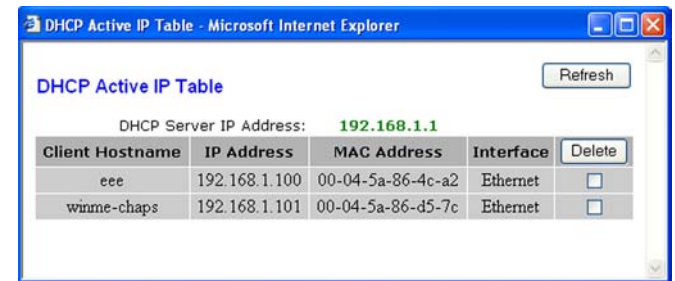 DHCP Active IP Table - Microsoft Internet Explorer
Refresh
DHCP Active IP Table
DHCP Server IP Address: 192.168.1.1
Client Hostname IP Address MAC Address Interface Delete
eee 192.168.1.100 00-04-5a-86-4c-a2 Ethernet
winme-chaps 192.168.1.101 00-04-5a-86-d5-7c Ethernet